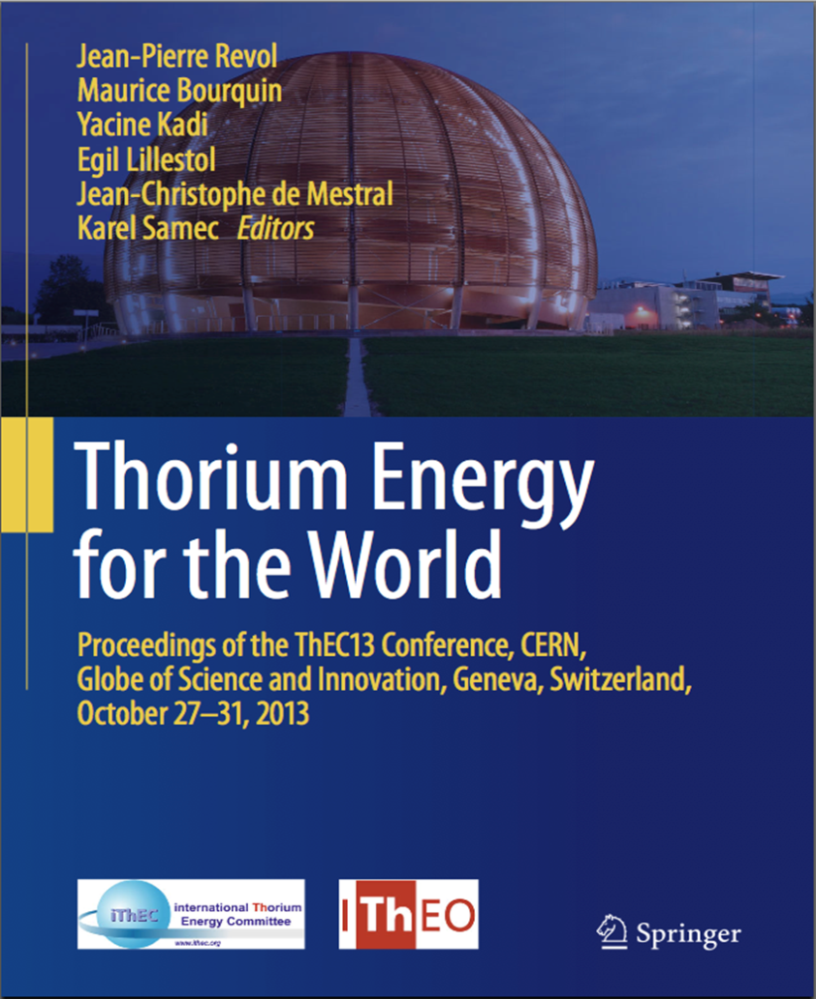 Jean-Pierre Revol
Maurice Bourquin
Yacine Kadi
Egil Lillestol
Jean-Christophe de Mestral
Karel Samec Editors
Thorium Energy
for the World
Proceedings of the ThEC13 Conference, CERN,
Globe of Science and Innovation, Geneva, Switzerland,
October 27–31, 2013
iThEC
international Thorium
Energy Committee
www.ithec.org
IThEO
Springer